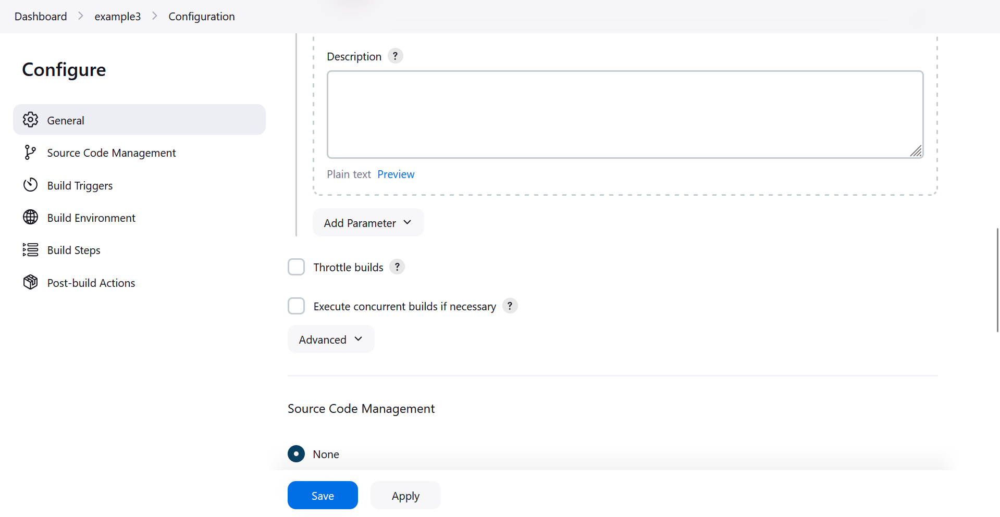 Dashboard > example3 > Configuration
Configure
General
Source Code Management
Build Triggers
Build Environment
Build Steps
Post-build Actions
Description ?
Plain text Preview
Add Parameter
Throttle builds ?
Execute concurrent builds if necessary ?
Advanced
Source Code Management
None
Save Apply